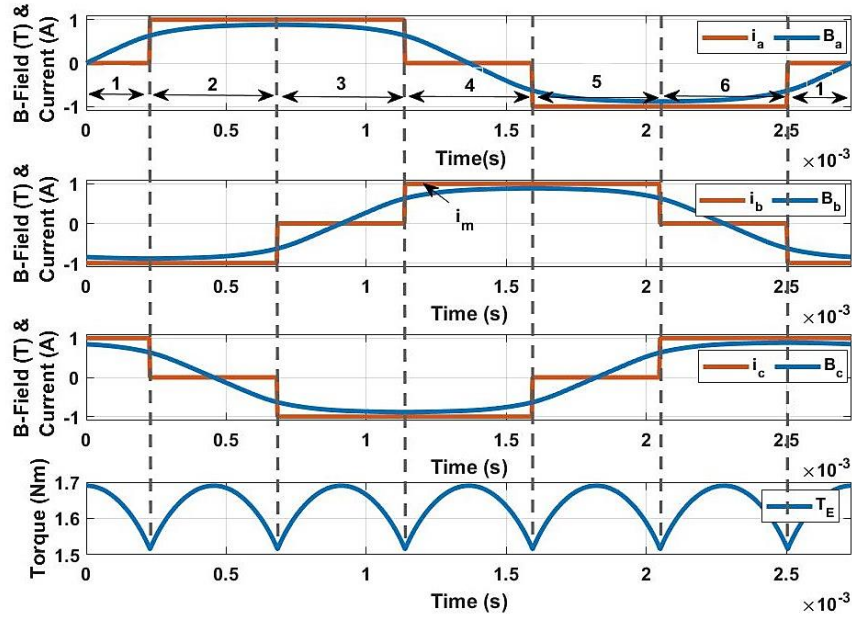 B-Field (T) &
Current (A)
1
0
-1
i_a B_a
1 2 3 4 5 6 1
0 0.5 1 1.5 2 2.5
Time(s)
×10^-3
B-Field (T) &
Current (A)
1
0
-1
i_b B_b
i_m
0 0.5 1 1.5 2 2.5
Time (s)
×10^-3
B-Field (T) &
Current (A)
1
0
-1
i_c B_c
0 0.5 1 1.5 2 2.5
Time (s)
×10^-3
Torque (Nm)
1.7
1.6
1.5
T_E
0 0.5 1 1.5 2 2.5
Time (s)
×10^-3